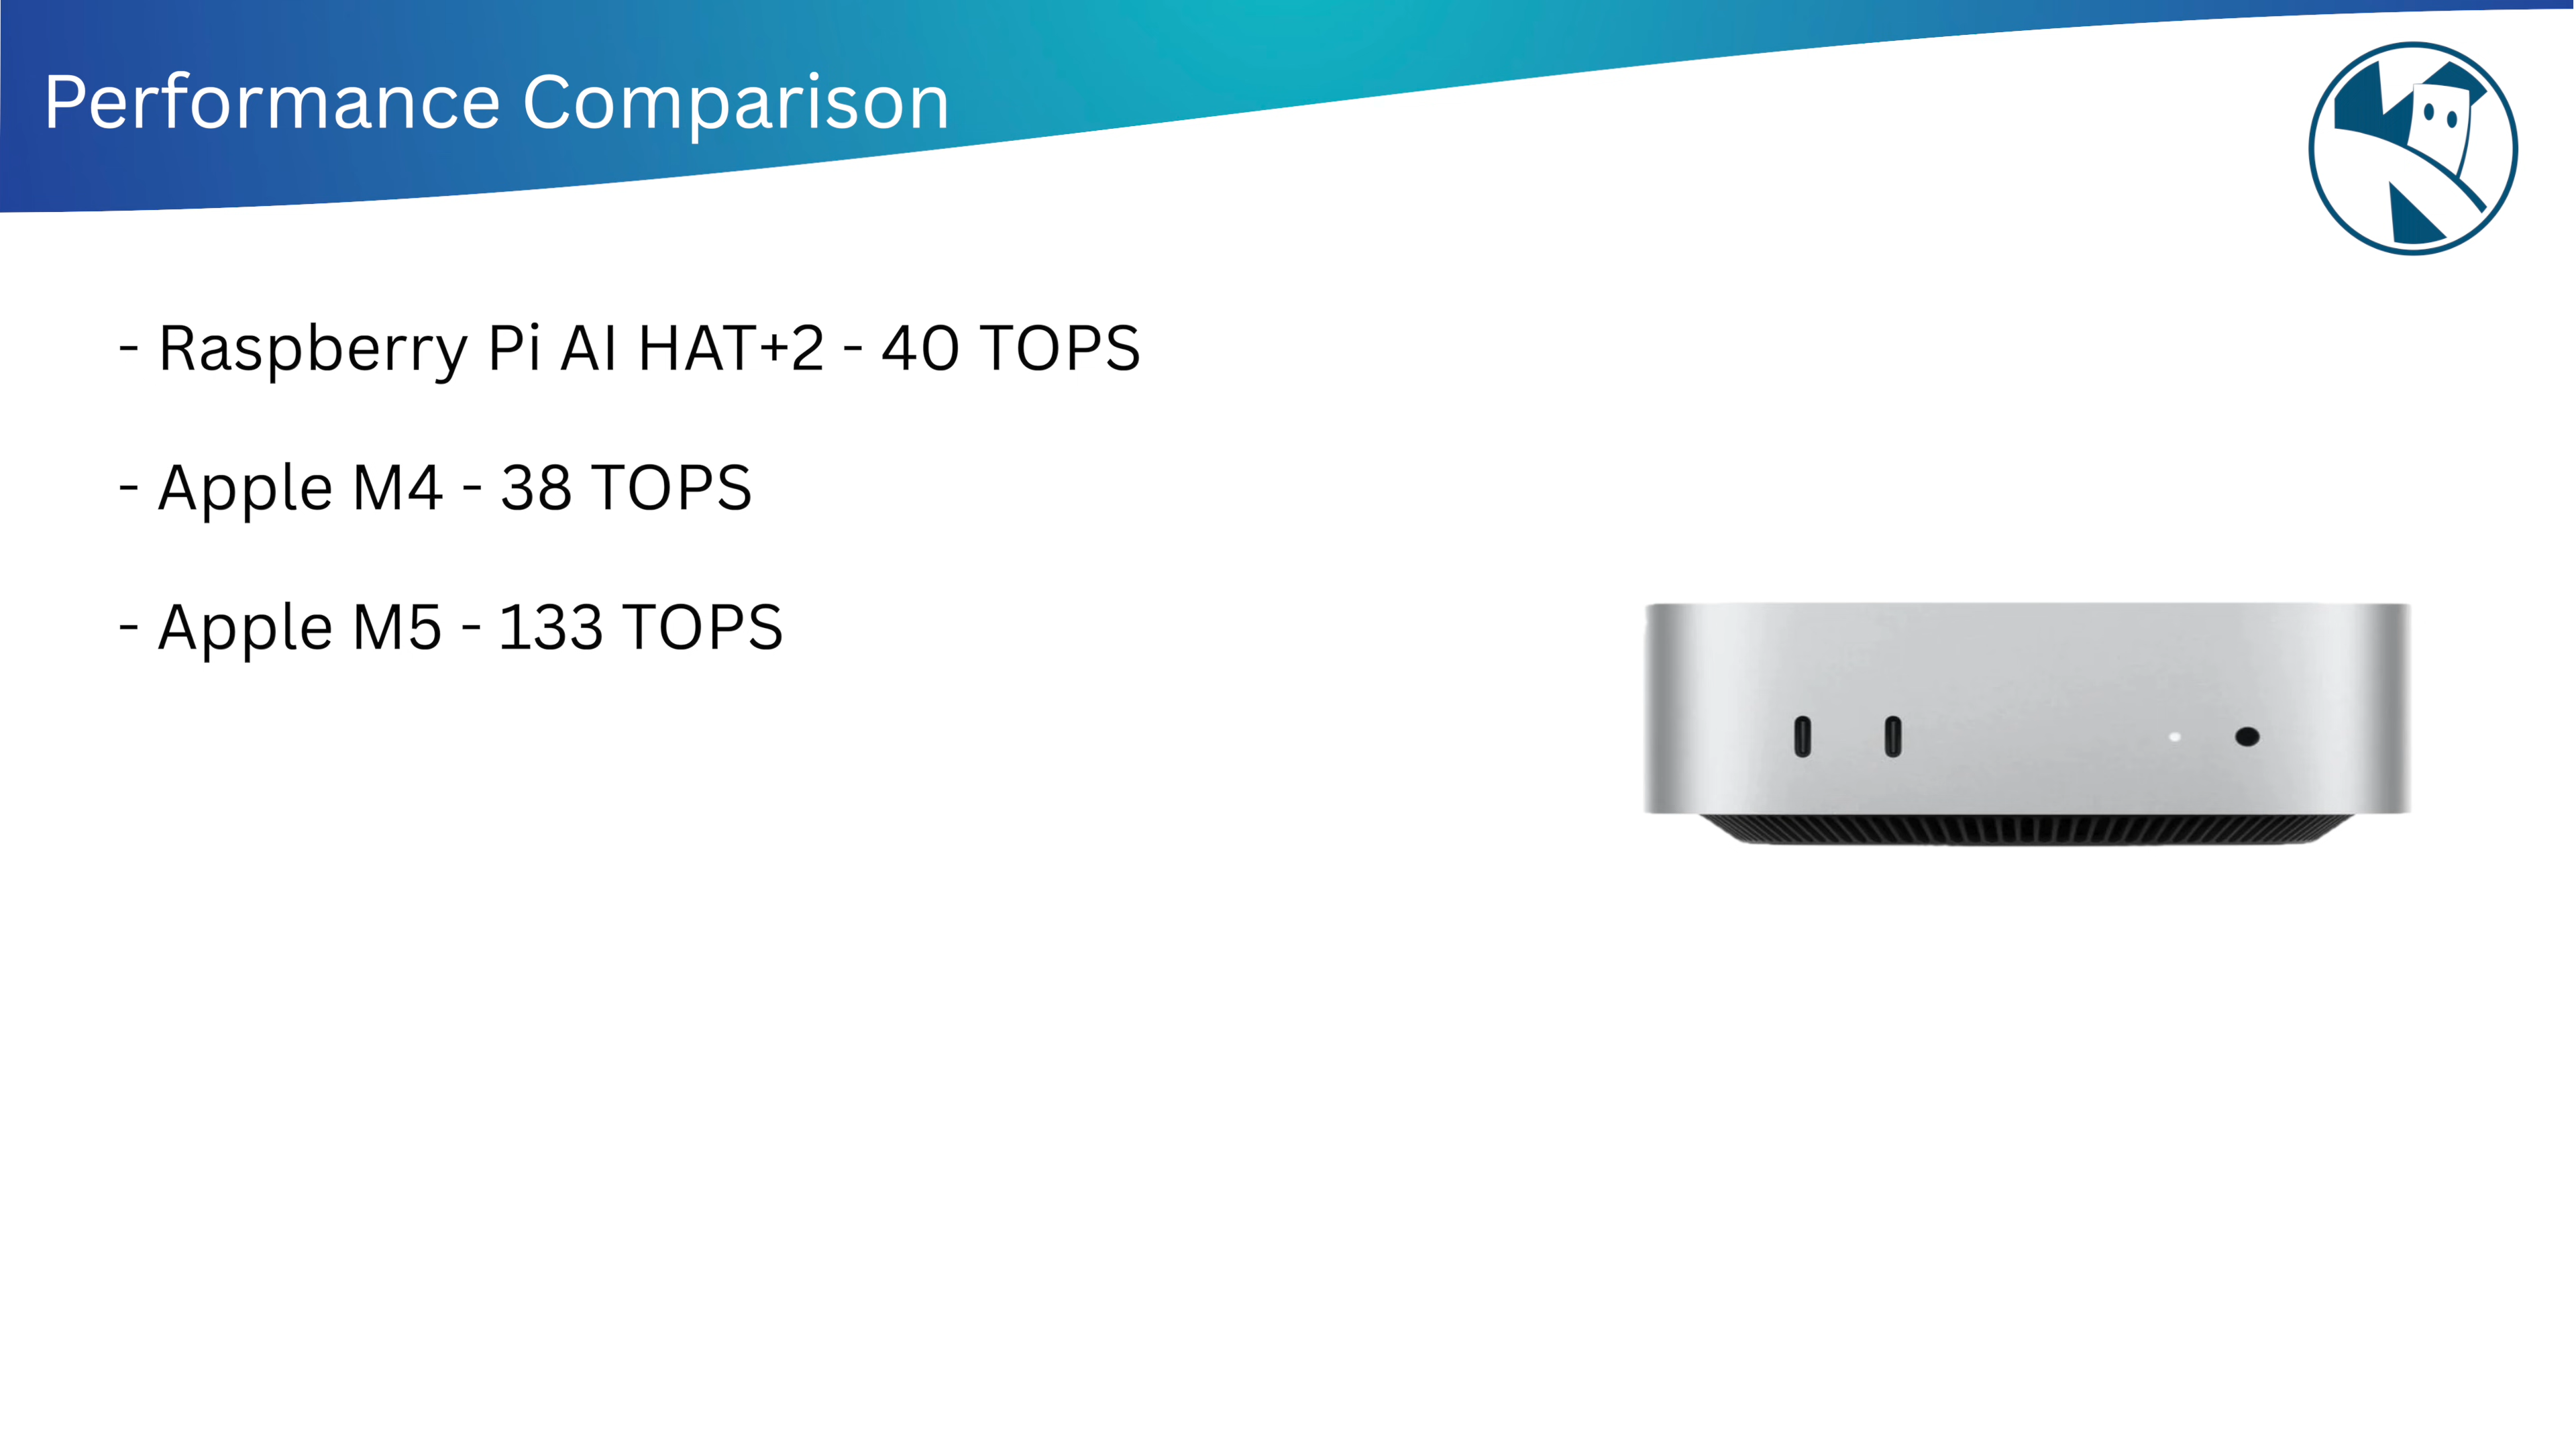 Performance Comparison
- Raspberry Pi AI HAT+2 - 40 TOPS
- Apple M4 - 38 TOPS
- Apple M5 - 133 TOPS